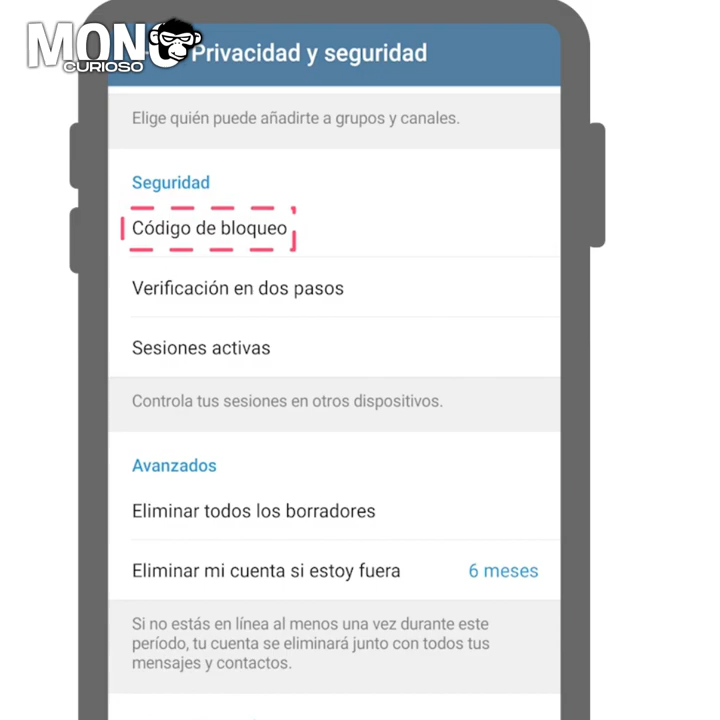 MONO
CURIOSO
Privacidad y seguridad
Elige quién puede añadirte a grupos y canales.
Seguridad
Código de bloqueo
Verificación en dos pasos
Sesiones activas
Controla tus sesiones en otros dispositivos.
Avanzados
Eliminar todos los borradores
Eliminar mi cuenta si estoy fuera 6 meses
Si no estás en línea al menos una vez durante este
período, tu cuenta se eliminará junto con todos tus
mensajes y contactos.